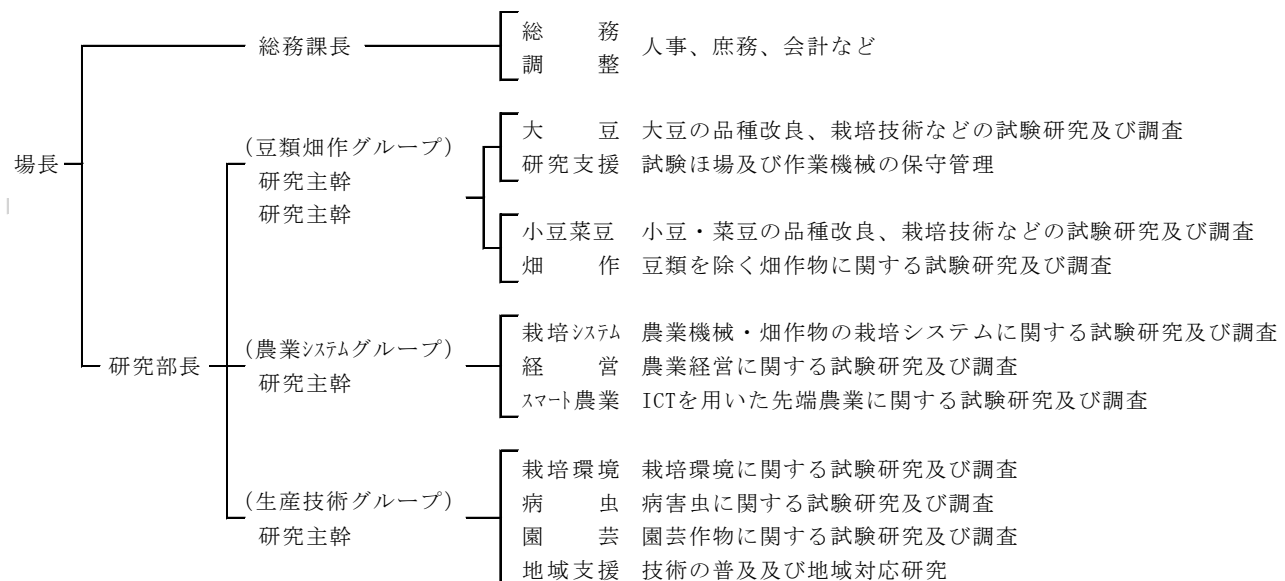 総務課長
総　　務
調　　整
人事、庶務、会計など
場長
(豆類畑作グループ)
研究主幹
研究主幹
大　　豆　大豆の品種改良、栽培技術などの試験研究及び調査
研究支援　試験ほ場及び作業機械の保守管理
小豆菜豆　小豆・菜豆の品種改良、栽培技術などの試験研究及び調査
畑　　作　豆類を除く畑作物に関する試験研究及び調査
研究部長
(農業システムグループ)
研究主幹
栽培システム　農業機械・畑作物の栽培システムに関する試験研究及び調査
経　　営　農業経営に関する試験研究及び調査
スマート農業　ICTを用いた先端農業に関する試験研究及び調査
(生産技術グループ)
研究主幹
栽培環境　栽培環境に関する試験研究及び調査
病　　虫　病害虫に関する試験研究及び調査
園　　芸　園芸作物に関する試験研究及び調査
地域支援　技術の普及及び地域対応研究